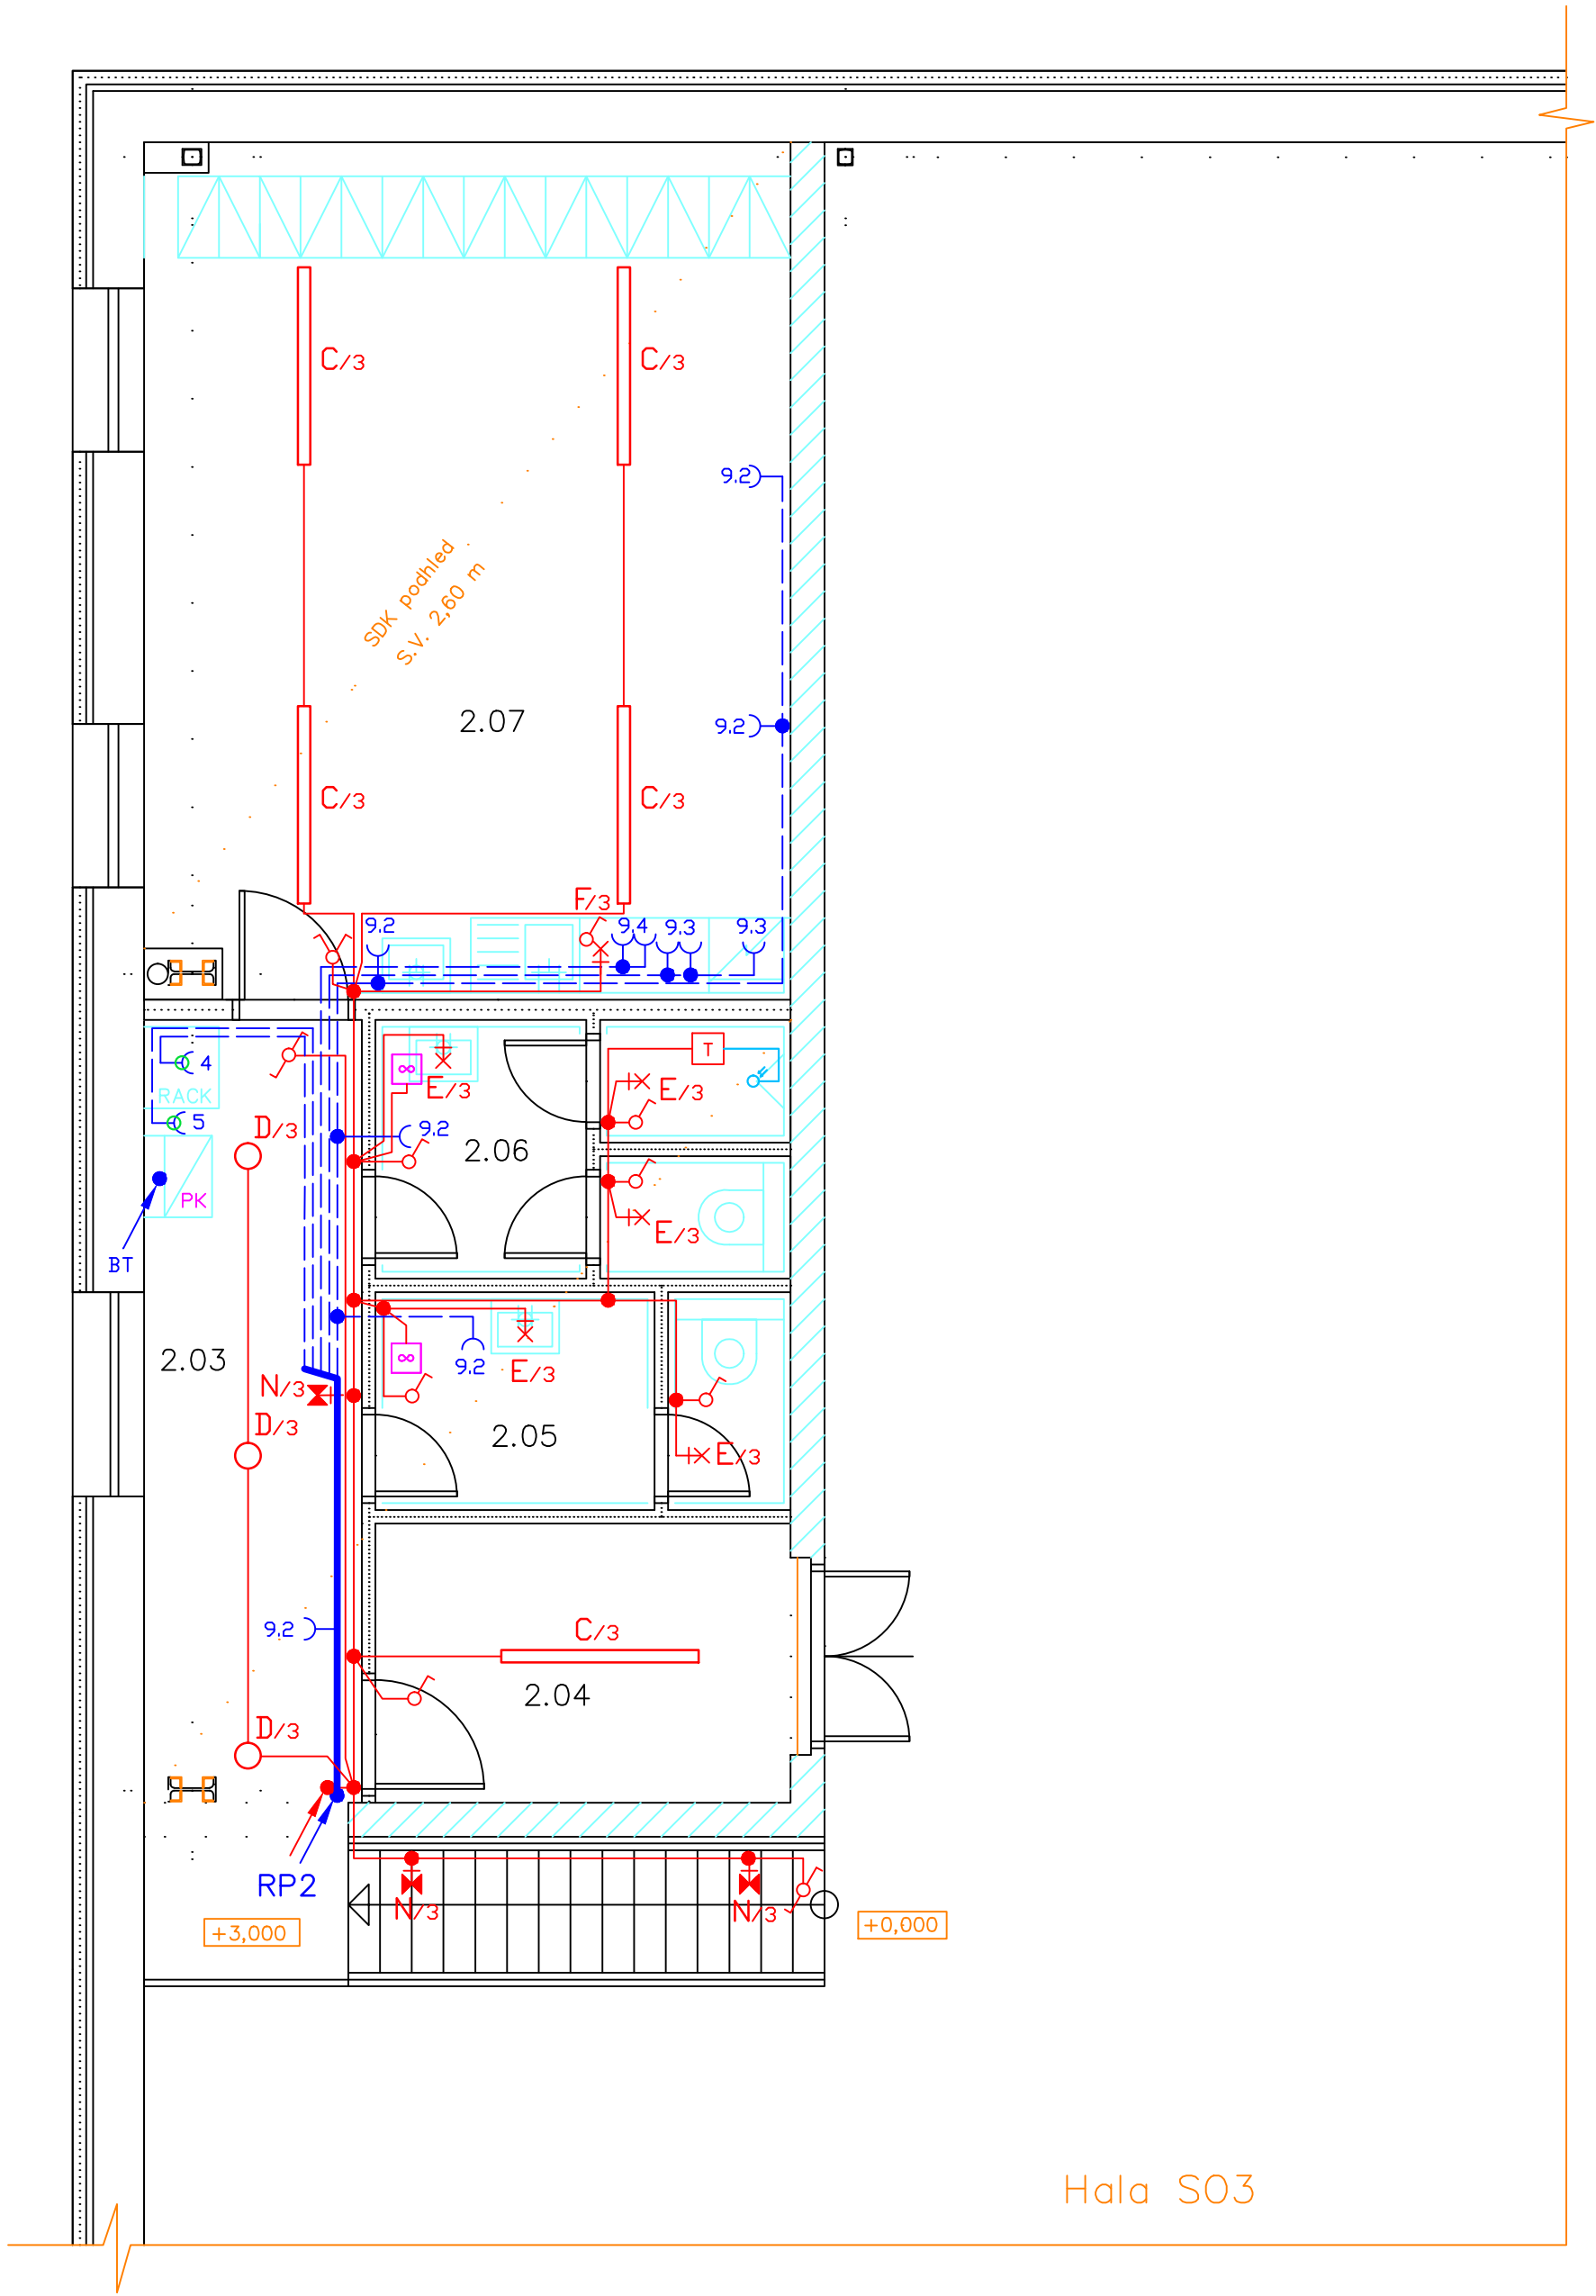 C/3
C/3
9.2
SDK podhled
S.V. 2,60 m
2.07
9.2
C/3
C/3
F/3
9.2
9.4
9.3
9.3
4
RACK
5
∞
T
E/3
E/3
D/3
9.2
2.06
PK
E/3
BT
2.03
∞
9.2
E/3
N/3
D/3
2.05
E/3
9.2
C/3
2.04
D/3
RP2
N/3
N/3
+3,000
+0,000
Hala S03